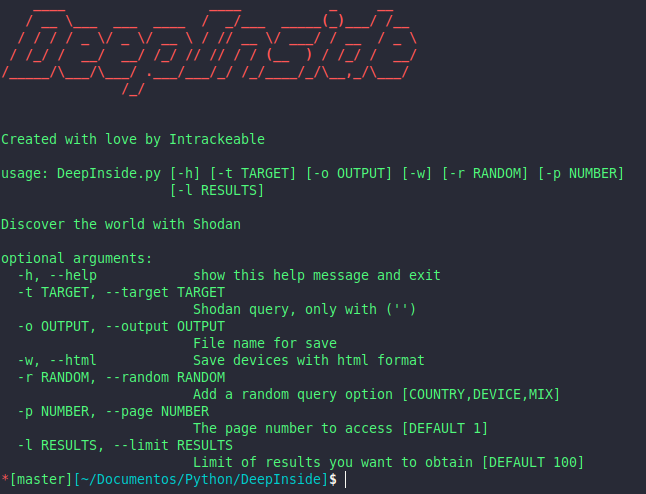 DeepInside
Created with love by Intrackeable
usage: DeepInside.py [-h] [-t TARGET] [-o OUTPUT] [-w] [-r RANDOM] [-p NUMBER]
[-l RESULTS]
Discover the world with Shodan
optional arguments:
-h, --help show this help message and exit
-t TARGET, --target TARGET
Shodan query, only with ('')
-o OUTPUT, --output OUTPUT
File name for save
-w, --html Save devices with html format
-r RANDOM, --random RANDOM
Add a random query option [COUNTRY,DEVICE,MIX]
-p NUMBER, --page NUMBER
The page number to access [DEFAULT 1]
-l RESULTS, --limit RESULTS
Limit of results you want to obtain [DEFAULT 100]
*[master][~/Documentos/Python/DeepInside]$